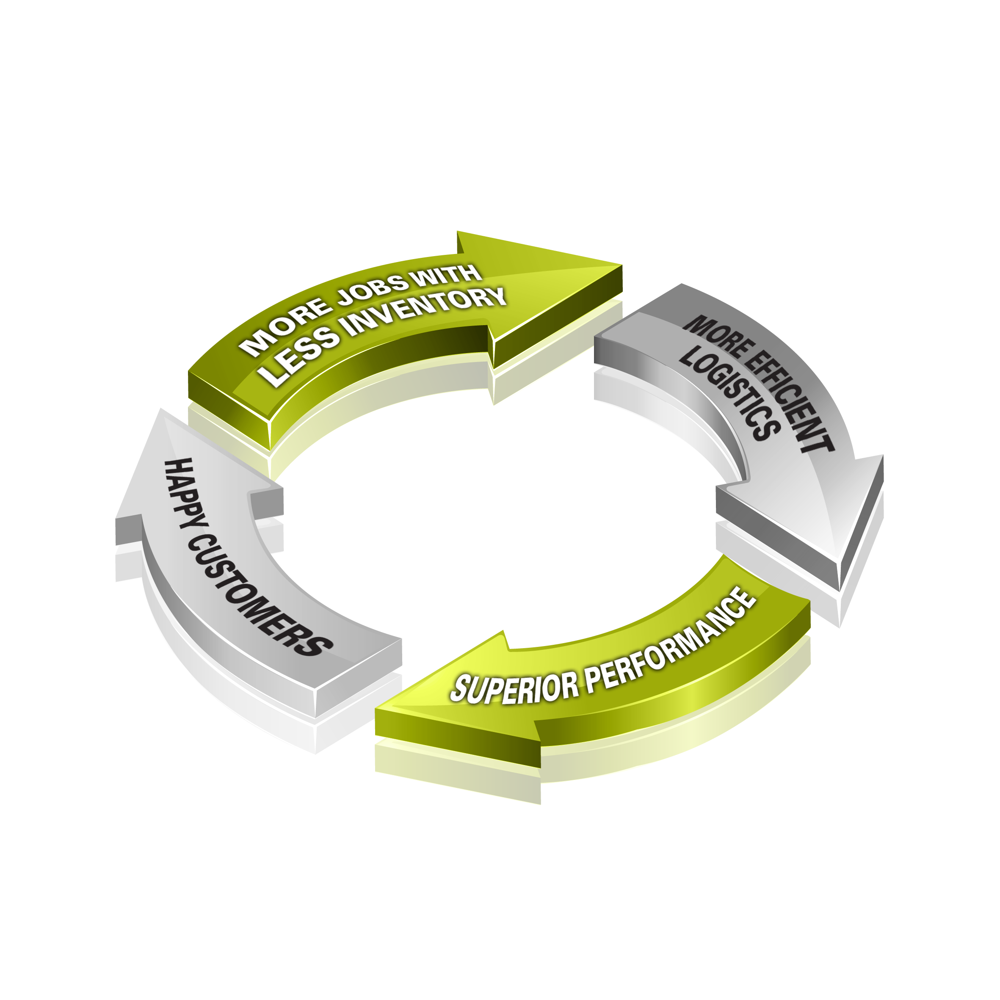 MORE JOBS WITH
LESS INVENTORY
MORE EFFICIENT
LOGISTICS
SUPERIOR PERFORMANCE
HAPPY CUSTOMERS